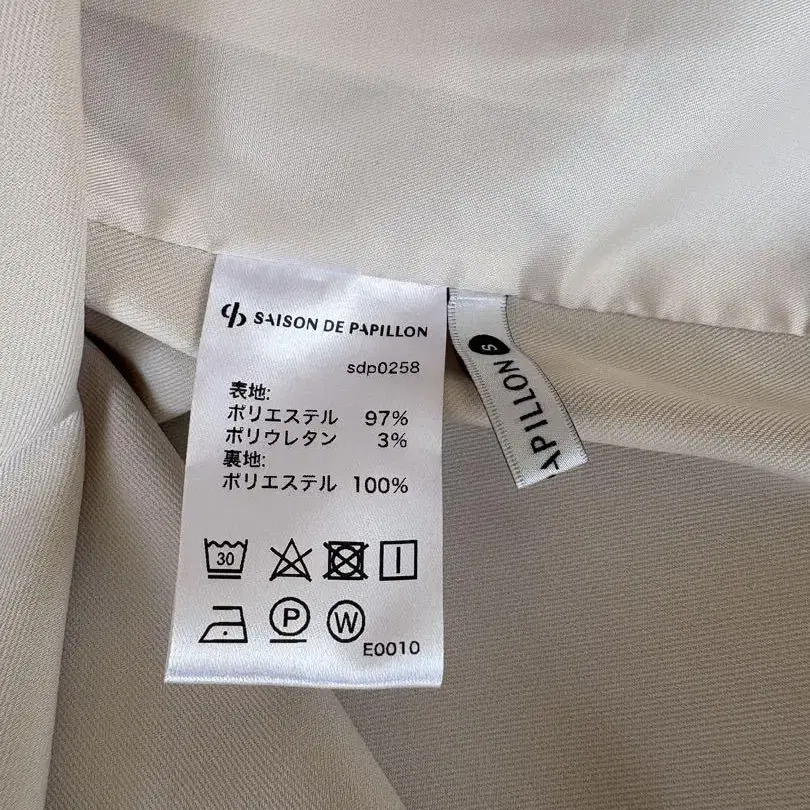 SAISON DE PAPILLON
sdp0258
表地:
ポリエステル 97%
ポリウレタン 3%
裏地:
ポリエステル 100%
30
P W
E0010
S
APILLON